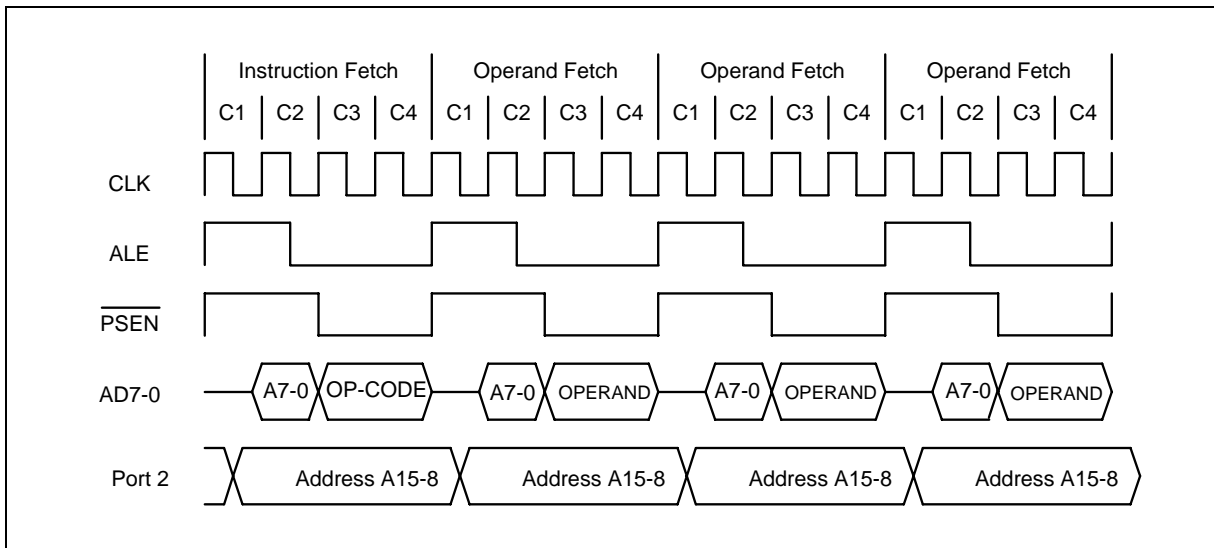 Instruction Fetch Operand Fetch Operand Fetch Operand Fetch
C1 C2 C3 C4 C1 C2 C3 C4 C1 C2 C3 C4 C1 C2 C3 C4
CLK
ALE
PSEN
AD7-0 A7-0 OP-CODE A7-0 OPERAND A7-0 OPERAND A7-0 OPERAND
Port 2 Address A15-8 Address A15-8 Address A15-8 Address A15-8